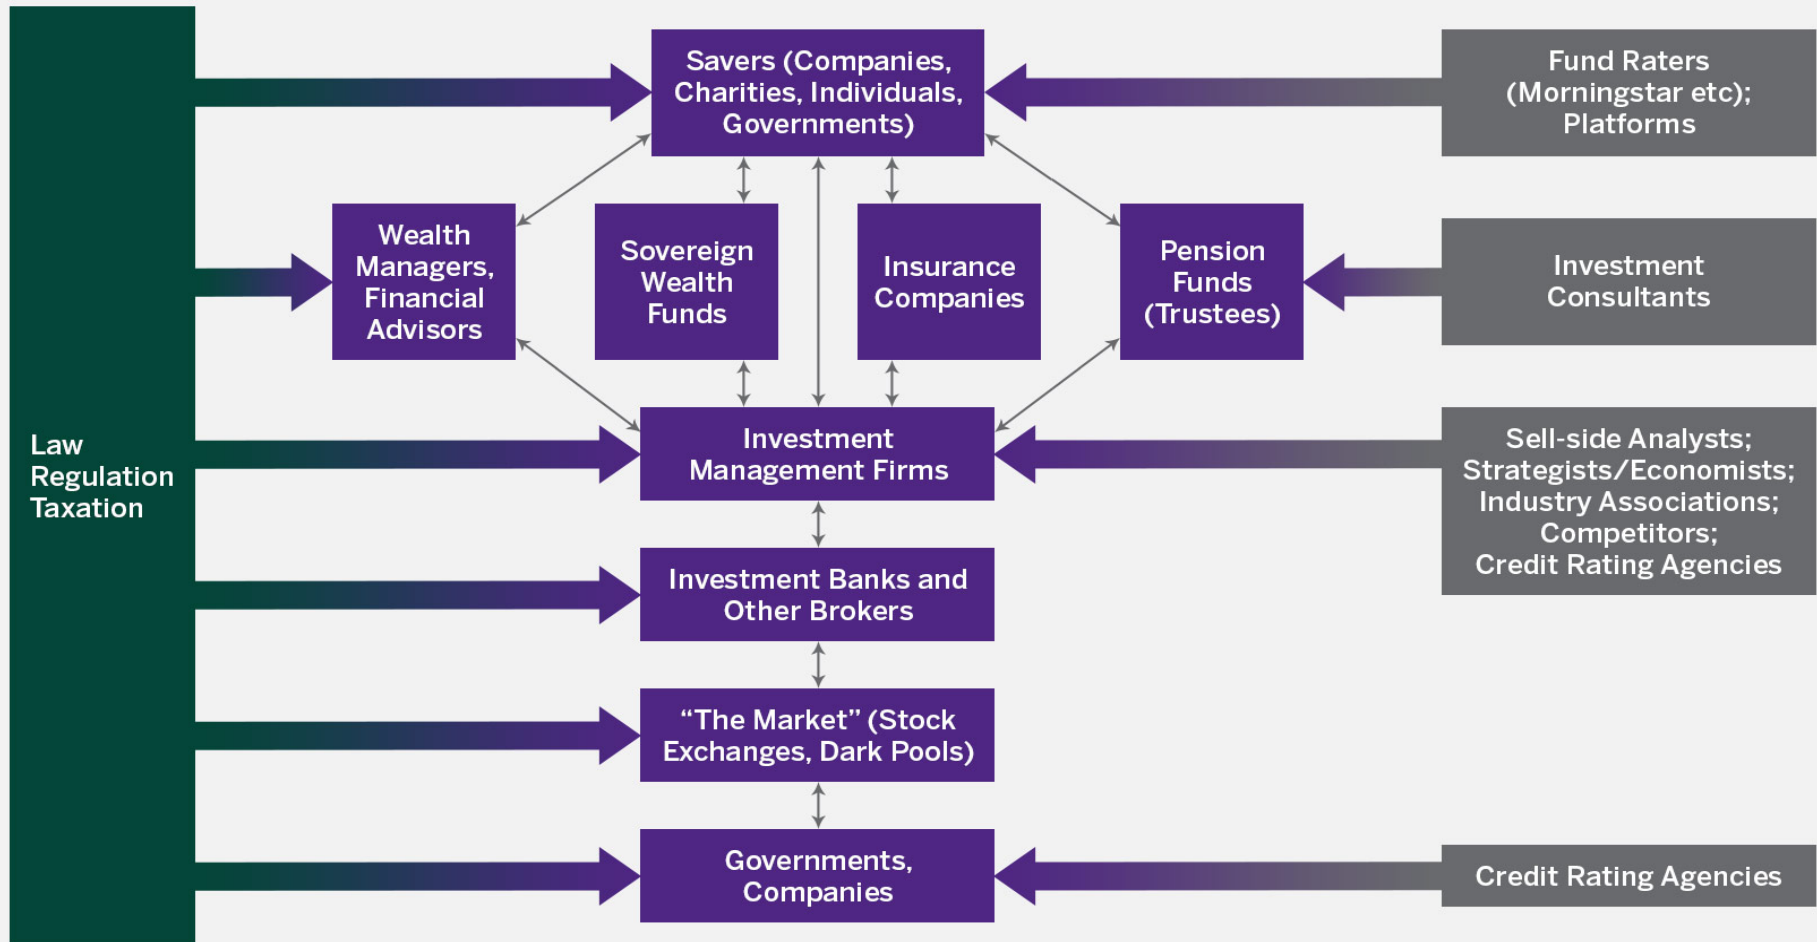 Savers (Companies,
Charities, Individuals,
Governments)
Fund Raters
(Morningstar etc);
Platforms
Wealth
Managers,
Financial
Advisors
Sovereign
Wealth
Funds
Insurance
Companies
Pension
Funds
(Trustees)
Investment
Consultants
Law
Regulation
Taxation
Investment
Management Firms
Sell-side Analysts;
Strategists/Economists;
Industry Associations;
Competitors;
Credit Rating Agencies
Investment Banks and
Other Brokers
“The Market” (Stock
Exchanges, Dark Pools)
Governments,
Companies
Credit Rating Agencies